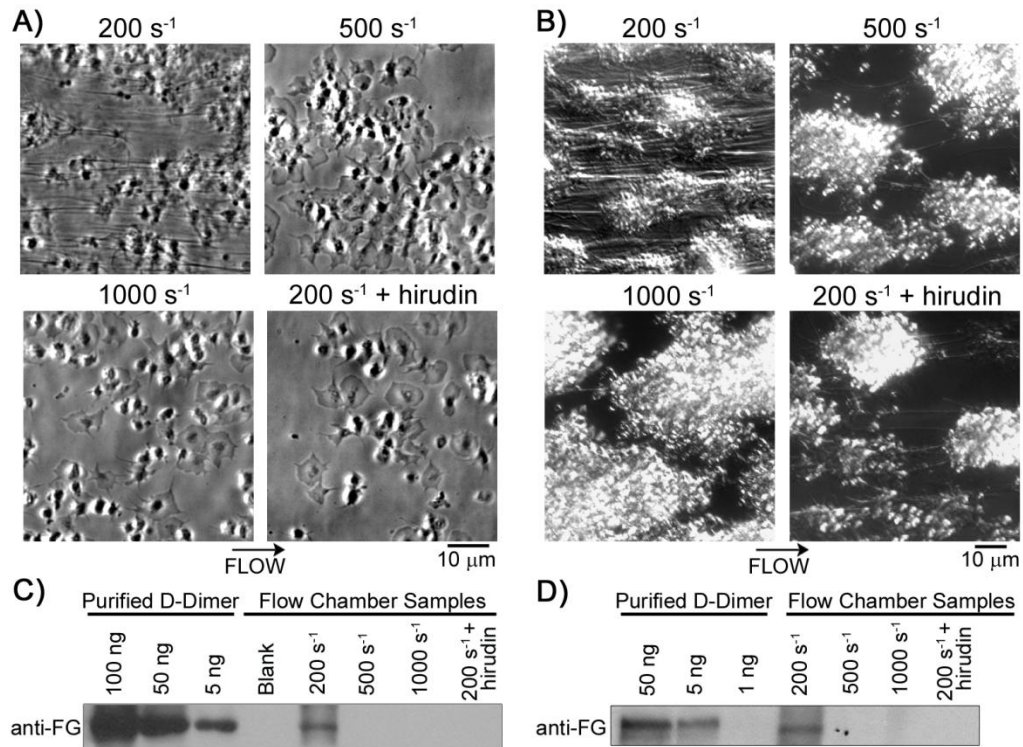 A)
200 s⁻¹
500 s⁻¹
1000 s⁻¹
200 s⁻¹ + hirudin
FLOW
10 μm
B)
200 s⁻¹
500 s⁻¹
1000 s⁻¹
200 s⁻¹ + hirudin
FLOW
10 μm
C)
Purified D-Dimer
Flow Chamber Samples
100 ng
50 ng
5 ng
Blank
200 s⁻¹
500 s⁻¹
1000 s⁻¹
200 s⁻¹ +
hirudin
anti-FG
D)
Purified D-Dimer
Flow Chamber Samples
50 ng
5 ng
1 ng
200 s⁻¹
500 s⁻¹
1000 s⁻¹
200 s⁻¹ +
hirudin
anti-FG